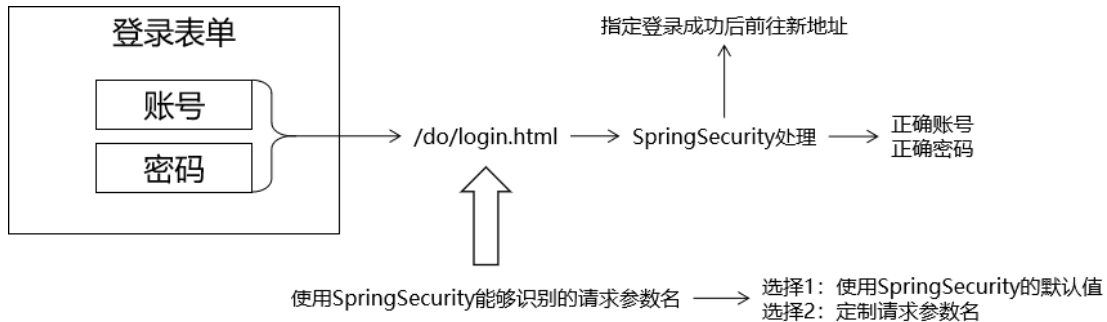 登录表单
账号
密码
/do/login.html
SpringSecurity处理
指定登录成功后前往新地址
正确账号
正确密码
使用SpringSecurity能够识别的请求参数名
选择1：使用SpringSecurity的默认值
选择2：定制请求参数名